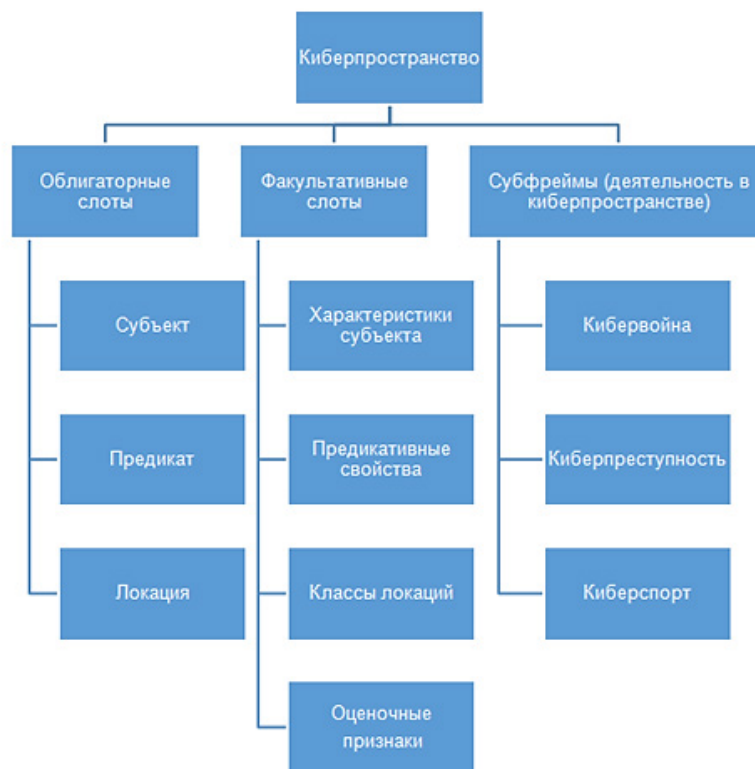 Киберпространство
Облигаторные
слоты
Факультативные
слоты
Субфреймы (деятельность в
киберпространстве)
Субъект
Предикат
Локация
Характеристики
субъекта
Предикативные
свойства
Классы локаций
Оценочные
признаки
Кибервойна
Киберпреступность
Киберспорт